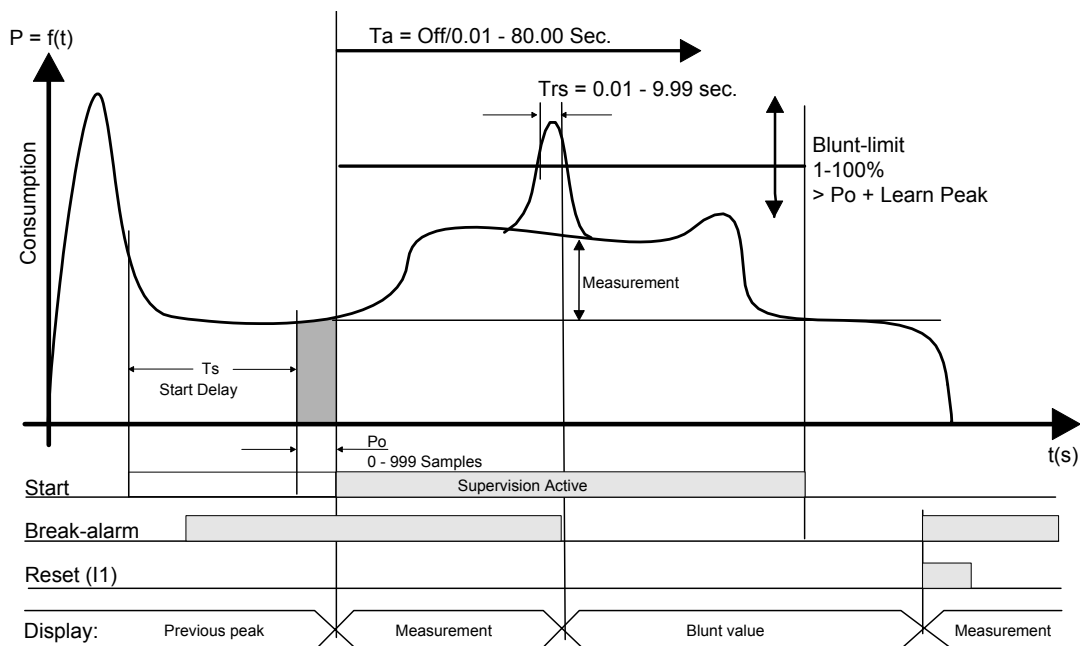 P = f(t)
Ta = Off/0.01 - 80.00 Sec.
Trs = 0.01 - 9.99 sec.
Blunt-limit
1-100%
> Po + Learn Peak
Consumption
Measurement
Ts
Start Delay
Po
0 - 999 Samples
t(s)
Start
Supervision Active
Break-alarm
Reset (I1)
Display:
Previous peak
Measurement
Blunt value
Measurement